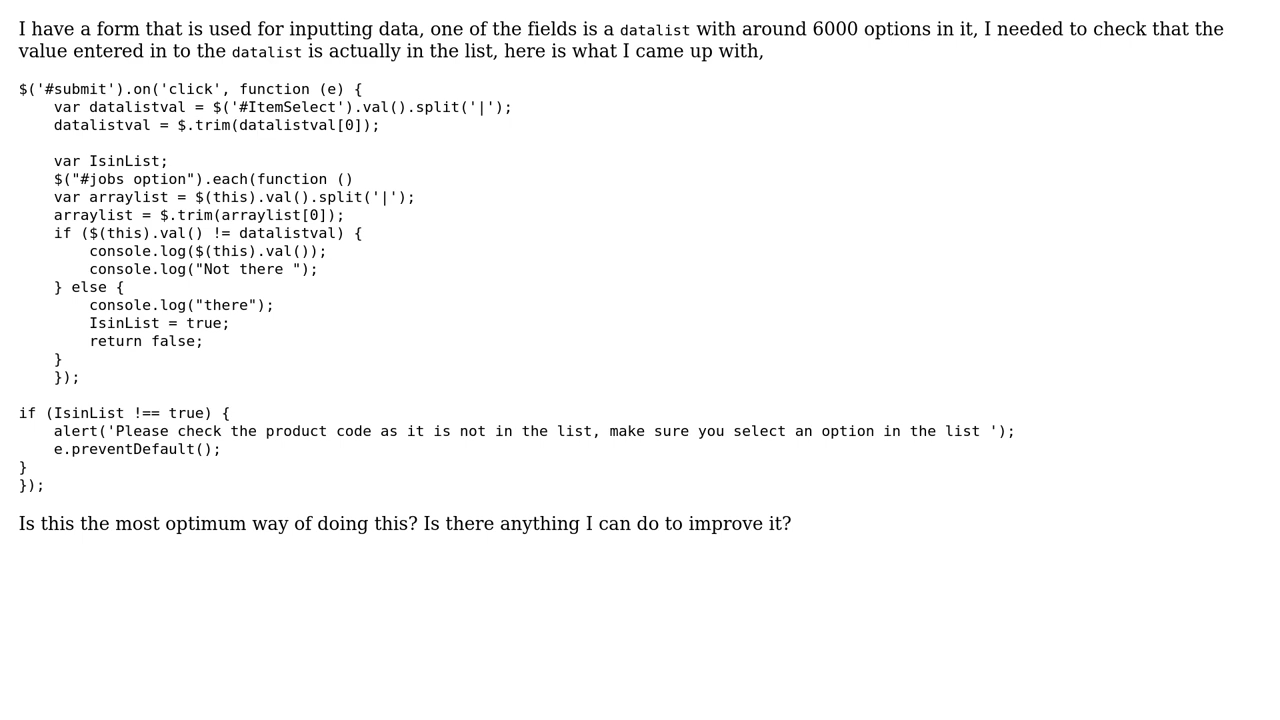 I have a form that is used for inputting data, one of the fields is a datalist with around 6000 options in it, I needed to check that the
value entered in to the datalist is actually in the list, here is what I came up with,
$('#submit').on('click', function (e) {
    var datalistval = $('#ItemSelect').val().split('|');
    datalistval = $.trim(datalistval[0]);

    var IsinList;
    $("#jobs option").each(function ()
    var arraylist = $(this).val().split('|');
    arraylist = $.trim(arraylist[0]);
    if ($(this).val() != datalistval) {
        console.log($(this).val());
        console.log("Not there ");
    } else {
        console.log("there");
        IsinList = true;
        return false;
    }
    });

if (IsinList !== true) {
    alert('Please check the product code as it is not in the list, make sure you select an option in the list ');
    e.preventDefault();
}
});
Is this the most optimum way of doing this? Is there anything I can do to improve it?